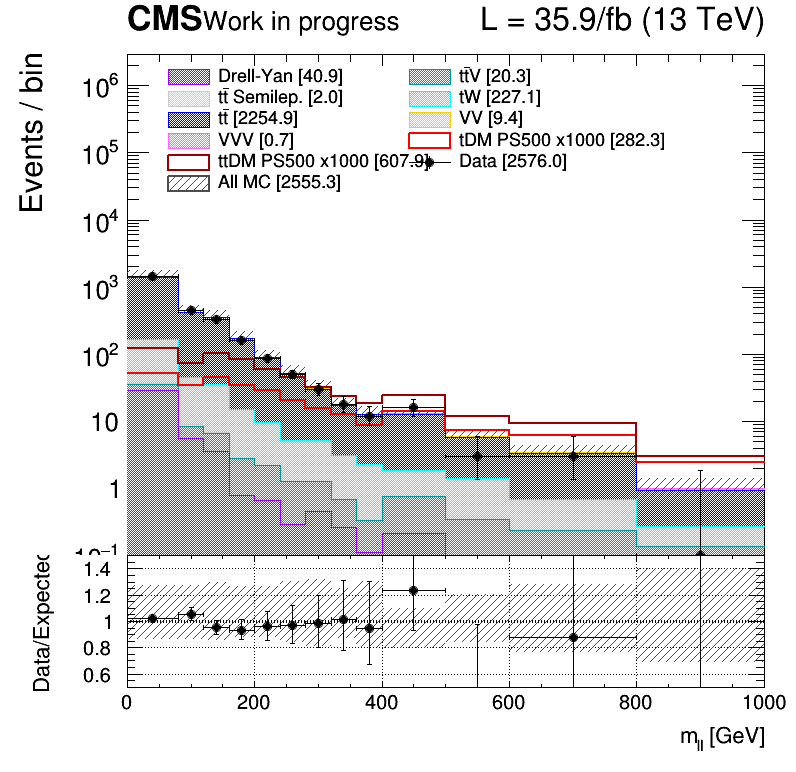 CMS Work in progress L = 35.9/fb (13 TeV)
Events / bin
Drell-Yan [40.9]
tt̄ Semilep. [2.0]
tt̄ [2254.9]
VVV [0.7]
ttDM PS500 x1000 [607.9]
All MC [2555.3]
tt̄V [20.3]
tW [227.1]
VV [9.4]
tDM PS500 x1000 [282.3]
Data [2576.0]
10⁶
10⁵
10⁴
10³
10²
10
1
10⁻¹
Data/Expected
1.4
1.2
1
0.8
0.6
0 200 400 600 800 1000
m_ll [GeV]